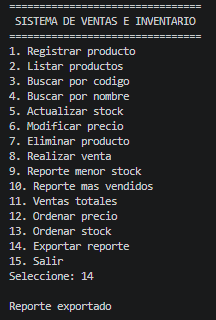 ================================
SISTEMA DE VENTAS E INVENTARIO
================================
1. Registrar producto
2. Listar productos
3. Buscar por codigo
4. Buscar por nombre
5. Actualizar stock
6. Modificar precio
7. Eliminar producto
8. Realizar venta
9. Reporte menor stock
10. Reporte mas vendidos
11. Ventas totales
12. Ordenar precio
13. Ordenar stock
14. Exportar reporte
15. Salir
Seleccione: 14
Reporte exportado